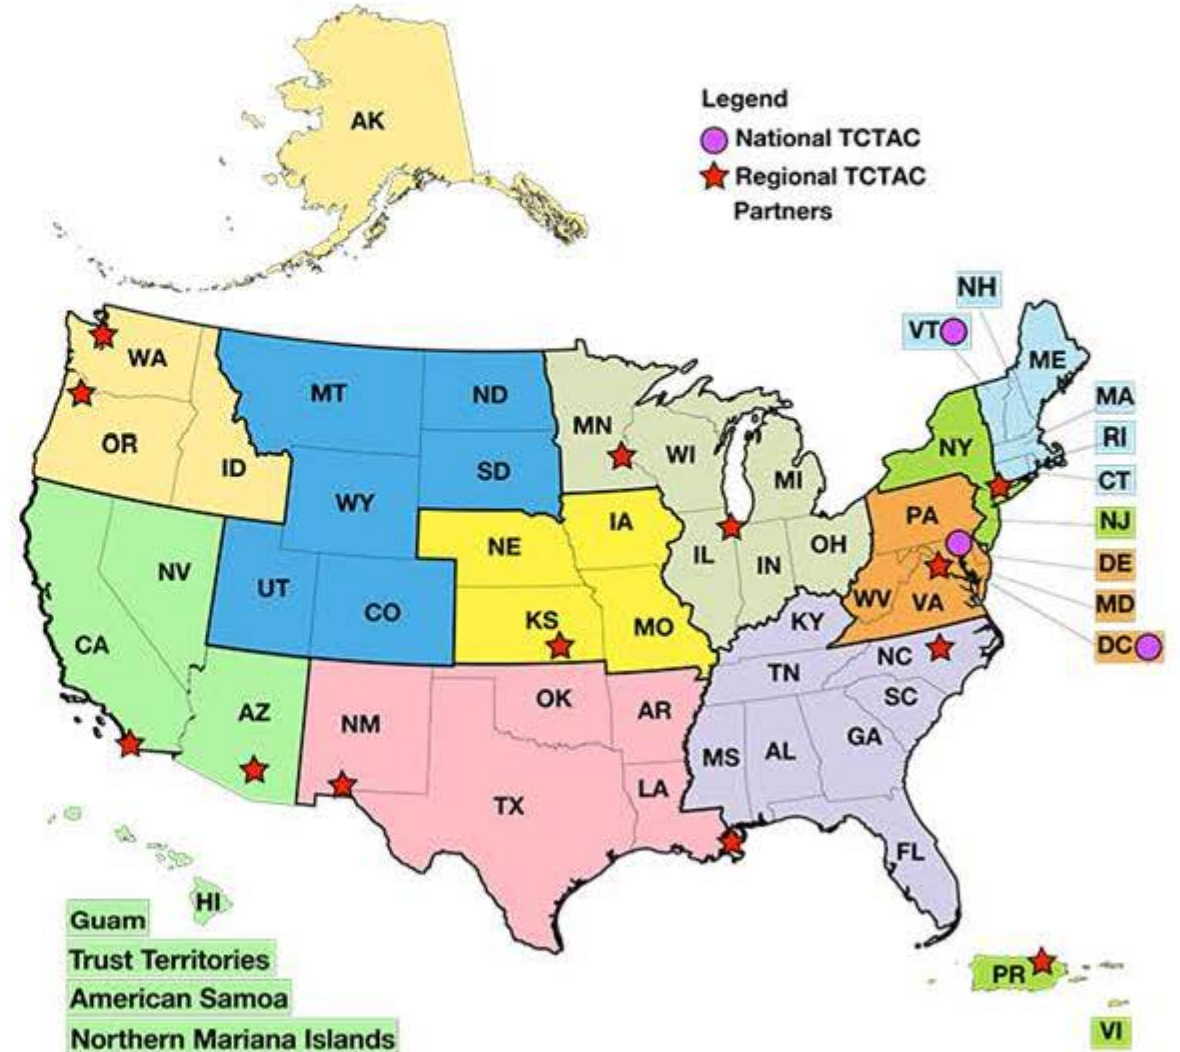 AK
Legend
National TCTAC
Regional TCTAC
Partners
NH
VT
ME
WA
MT
ND
MN
MA
OR
ID
SD
WI
MI
NY
RI
CT
WY
IA
PA
NJ
NE
IL
IN
OH
DE
NV
UT
CO
KS
MO
KY
WV
VA
MD
CA
TN
NC
DC
AZ
NM
OK
AR
SC
MS
AL
GA
TX
LA
FL
HI
Guam
Trust Territories
American Samoa
Northern Mariana Islands
PR
VI